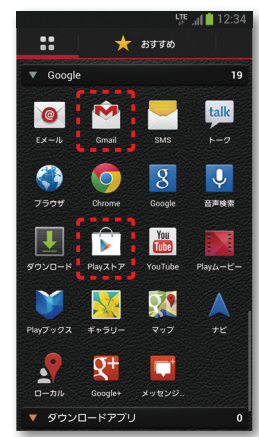 LTE 12:34
おすすめ
Google 19
@
talk
Eメール Gmail SMS トーク
8
ブラウザ Chrome Google 音声検索
You
Tube
ダウンロード Playストア YouTube Playムービー
Playブックス ギャラリー マップ ナビ
g+
ローカル Google+ メッセンジ..
ダウンロードアプリ 0